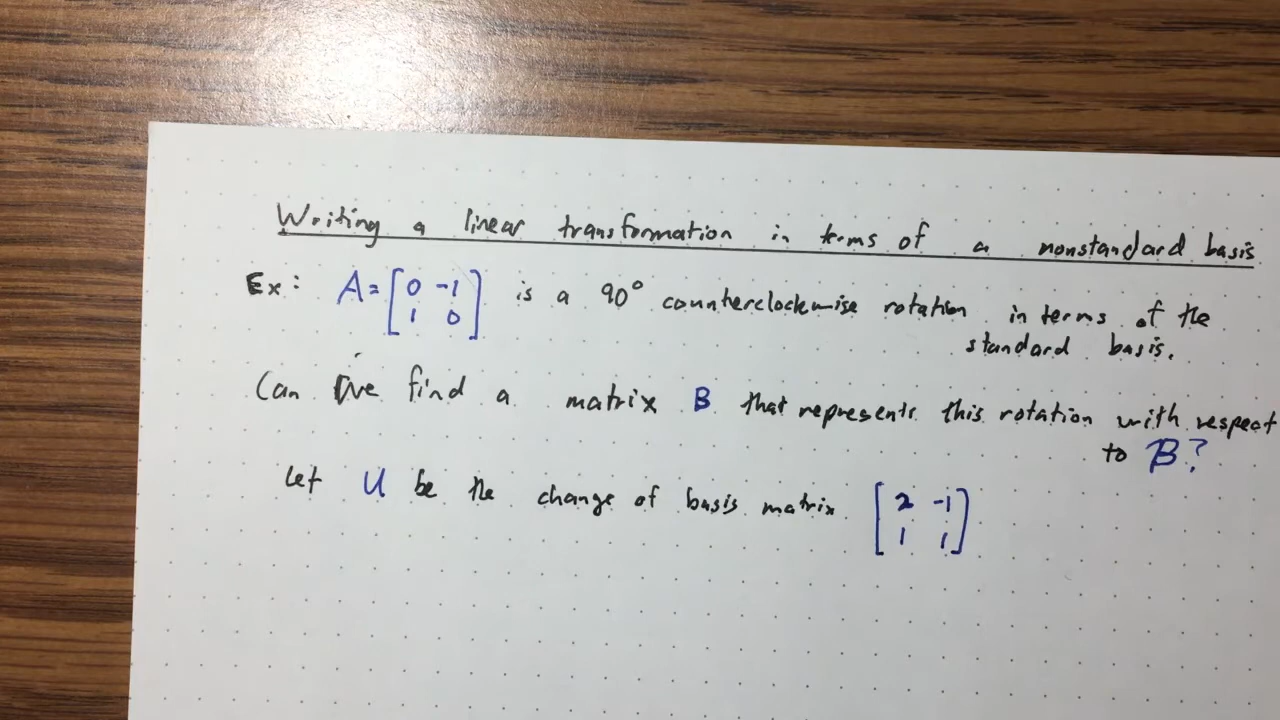 Writing a linear transformation in terms of a nonstandard basis
Ex: A = [0 -1] is a 90° counterclockwise rotation in terms of the
[1 0] standard basis.
Can we find a matrix B that represents this rotation with respect
to B?
Let U be the change of basis matrix [2 -1]
[1 1]